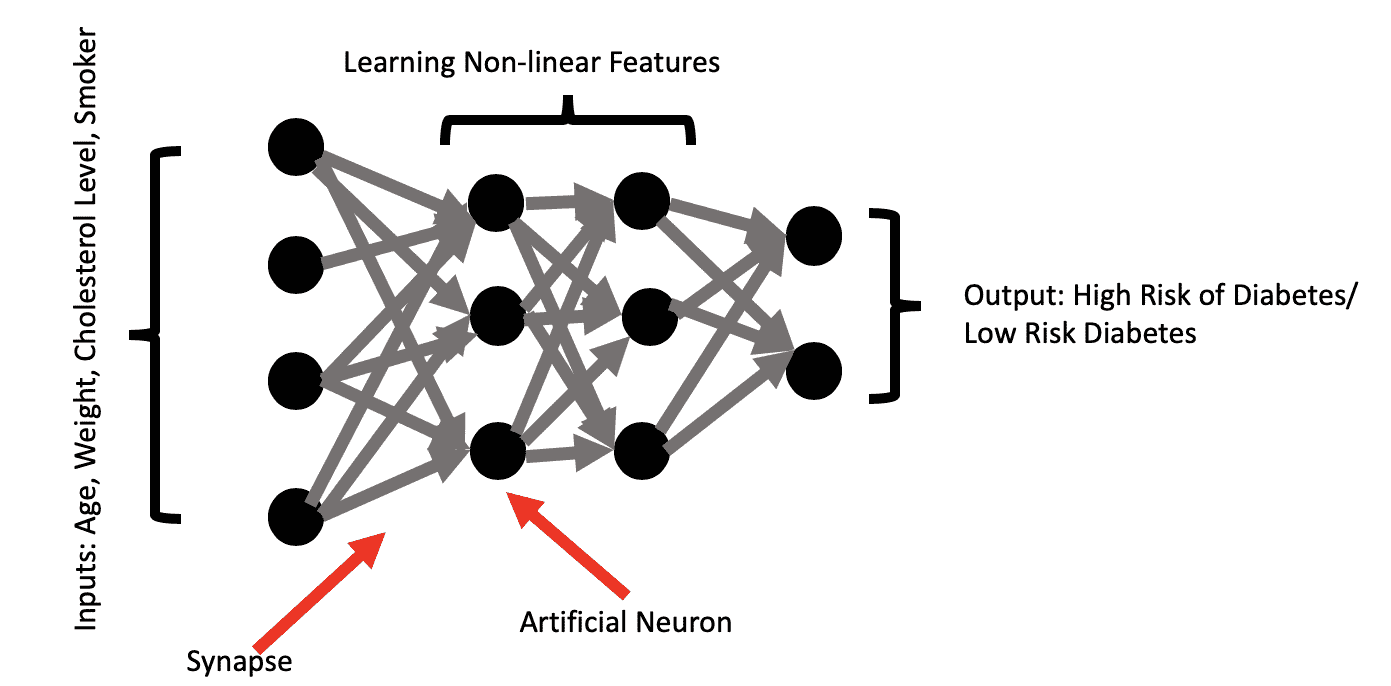 Learning Non-linear Features
Inputs: Age, Weight, Cholesterol Level, Smoker
Output: High Risk of Diabetes/
Low Risk Diabetes
Artificial Neuron
Synapse